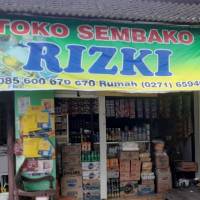 TOKO SEMBAKO
RIZKI
085 600 670 670 Rumah (0271) 6594